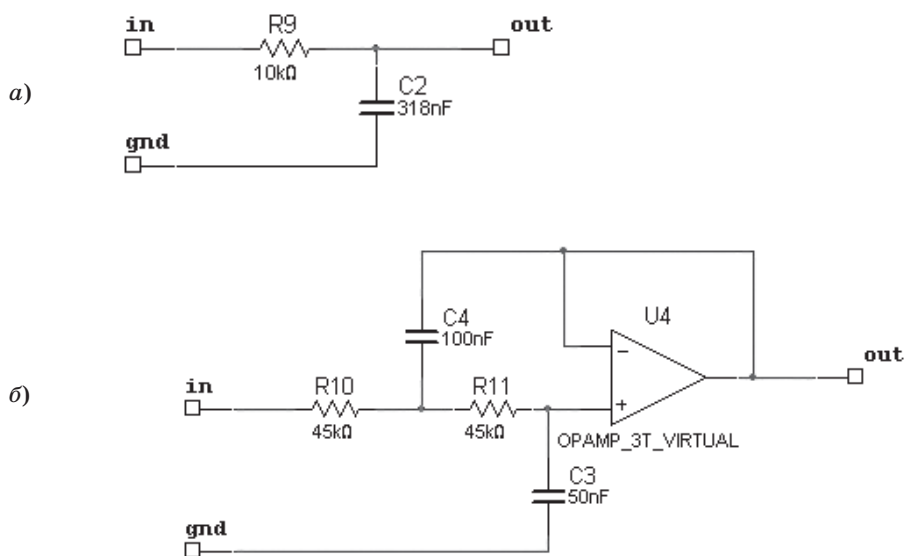 in
R9
out
10kΩ
а)
C2
318nF
gnd
C4
100nF
U4
out
in
R10
R11
б)
45kΩ
45kΩ
OPAMP_3T_VIRTUAL
C3
50nF
gnd